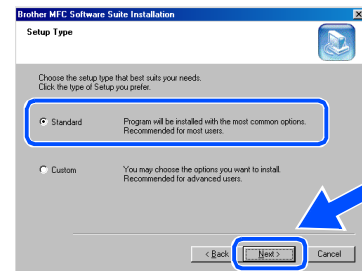 Brother MFC Software Suite Installation
Setup Type
Choose the setup type that best suits your needs.
Click the type of Setup you prefer.
Standard Program will be installed with the most common options.
Recommended for most users.
Custom You may choose the options you want to install.
Recommended for advanced users.
< Back Next > Cancel